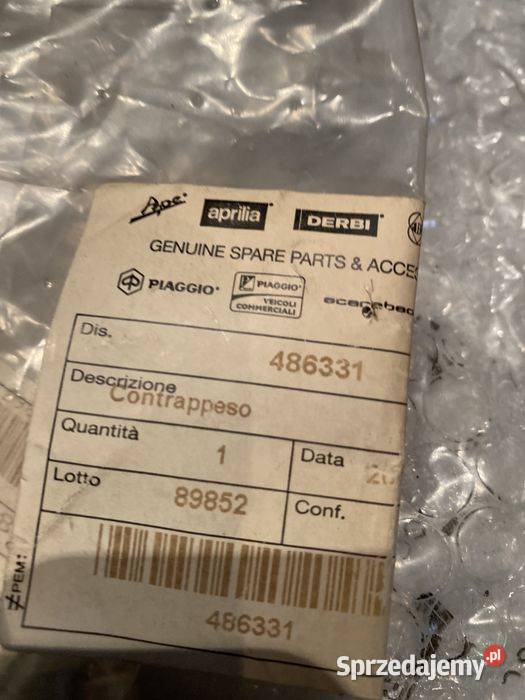 Ape
aprilia DERBI
GENUINE SPARE PARTS & ACCES
PIAGGIO PIAGGIO
VEICOLI
COMMERCIALI
Dis. 486331
Descrizione
Contrappeso
Quantità 1 Data
Lotto 89852 Conf.
PEM:
486331
Sprzedajemy.pl